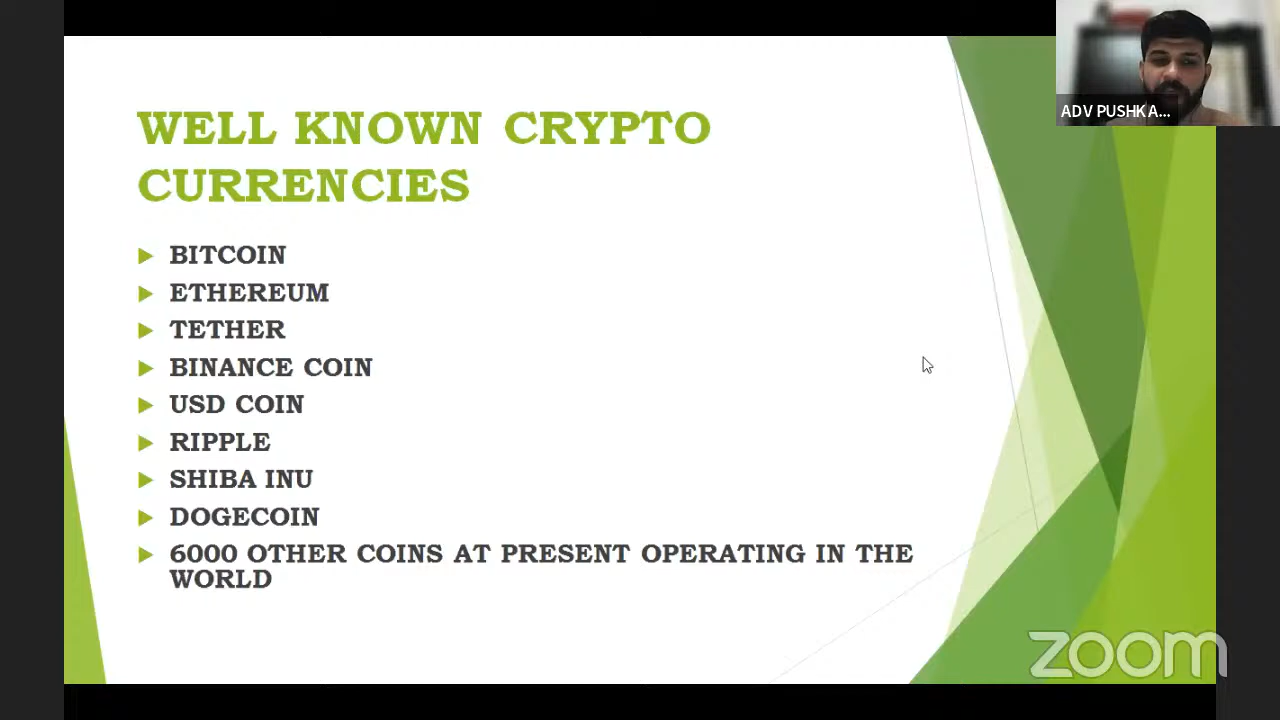 WELL KNOWN CRYPTO
CURRENCIES
BITCOIN
ETHEREUM
TETHER
BINANCE COIN
USD COIN
RIPPLE
SHIBA INU
DOGECOIN
6000 OTHER COINS AT PRESENT OPERATING IN THE
WORLD
ADV PUSHKA...
zoom